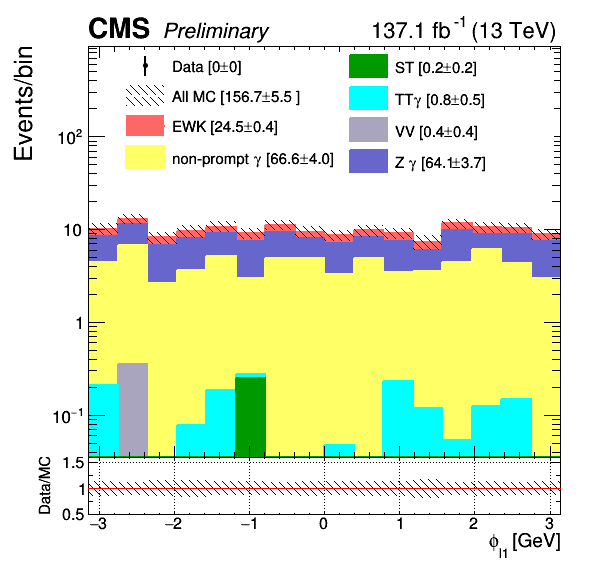 CMS Preliminary 137.1 fb⁻¹ (13 TeV)
Events/bin
Data [0±0]
All MC [156.7±5.5 ]
EWK [24.5±0.4]
non-prompt γ [66.6±4.0]
ST [0.2±0.2]
TTγ [0.8±0.5]
VV [0.4±0.4]
Z γ [64.1±3.7]
10²
10
1
10⁻¹
Data/MC
1.5
1
0.5
−3 −2 −1 0 1 2 3
ϕ_l1 [GeV]